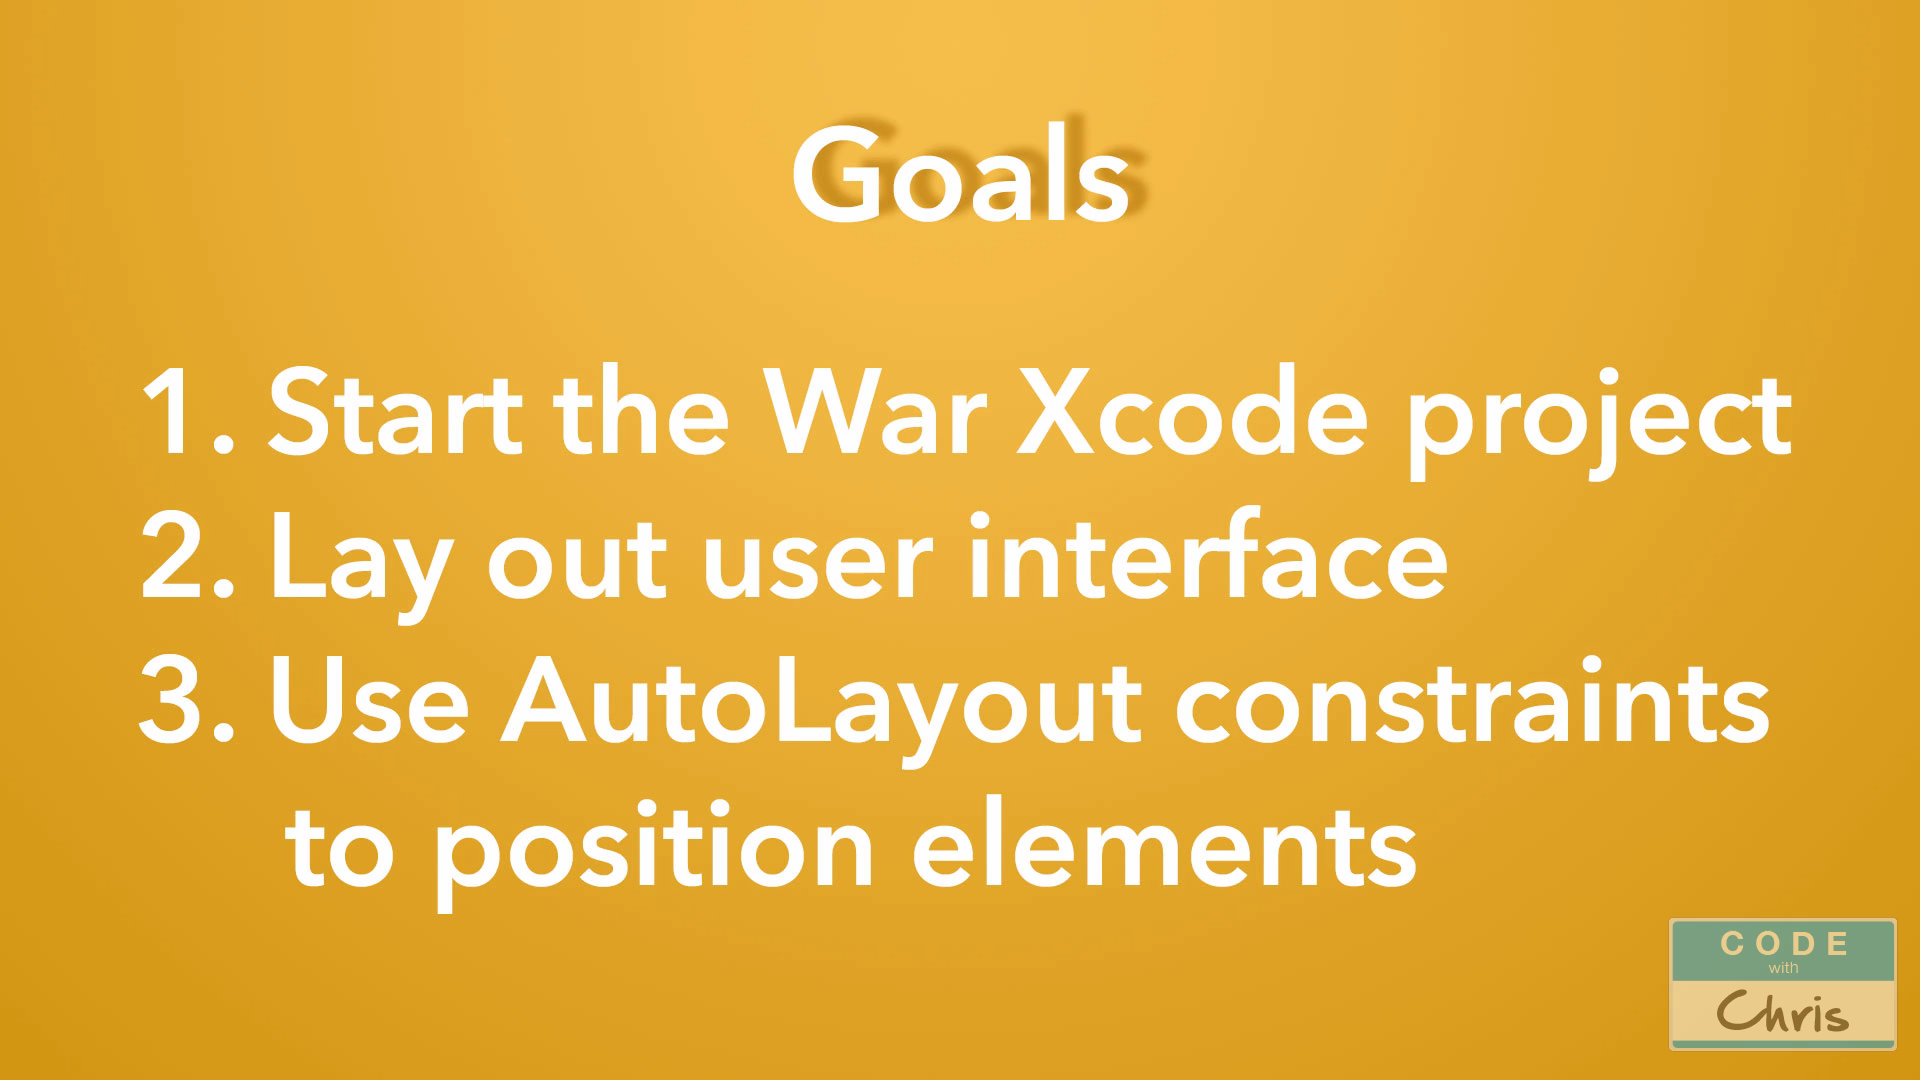 Goals
1. Start the War Xcode project
2. Lay out user interface
3. Use AutoLayout constraints
to position elements
CODE
with
Chris